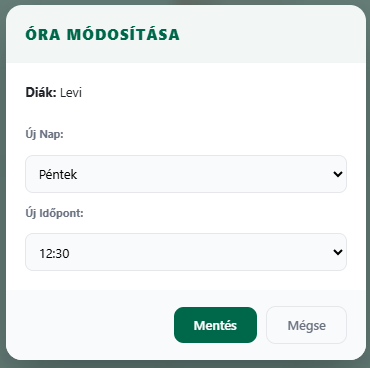 ÓRA MÓDOSÍTÁSA
Diák: Levi
Új Nap:
Péntek
Új Időpont:
12:30
Mentés Mégse